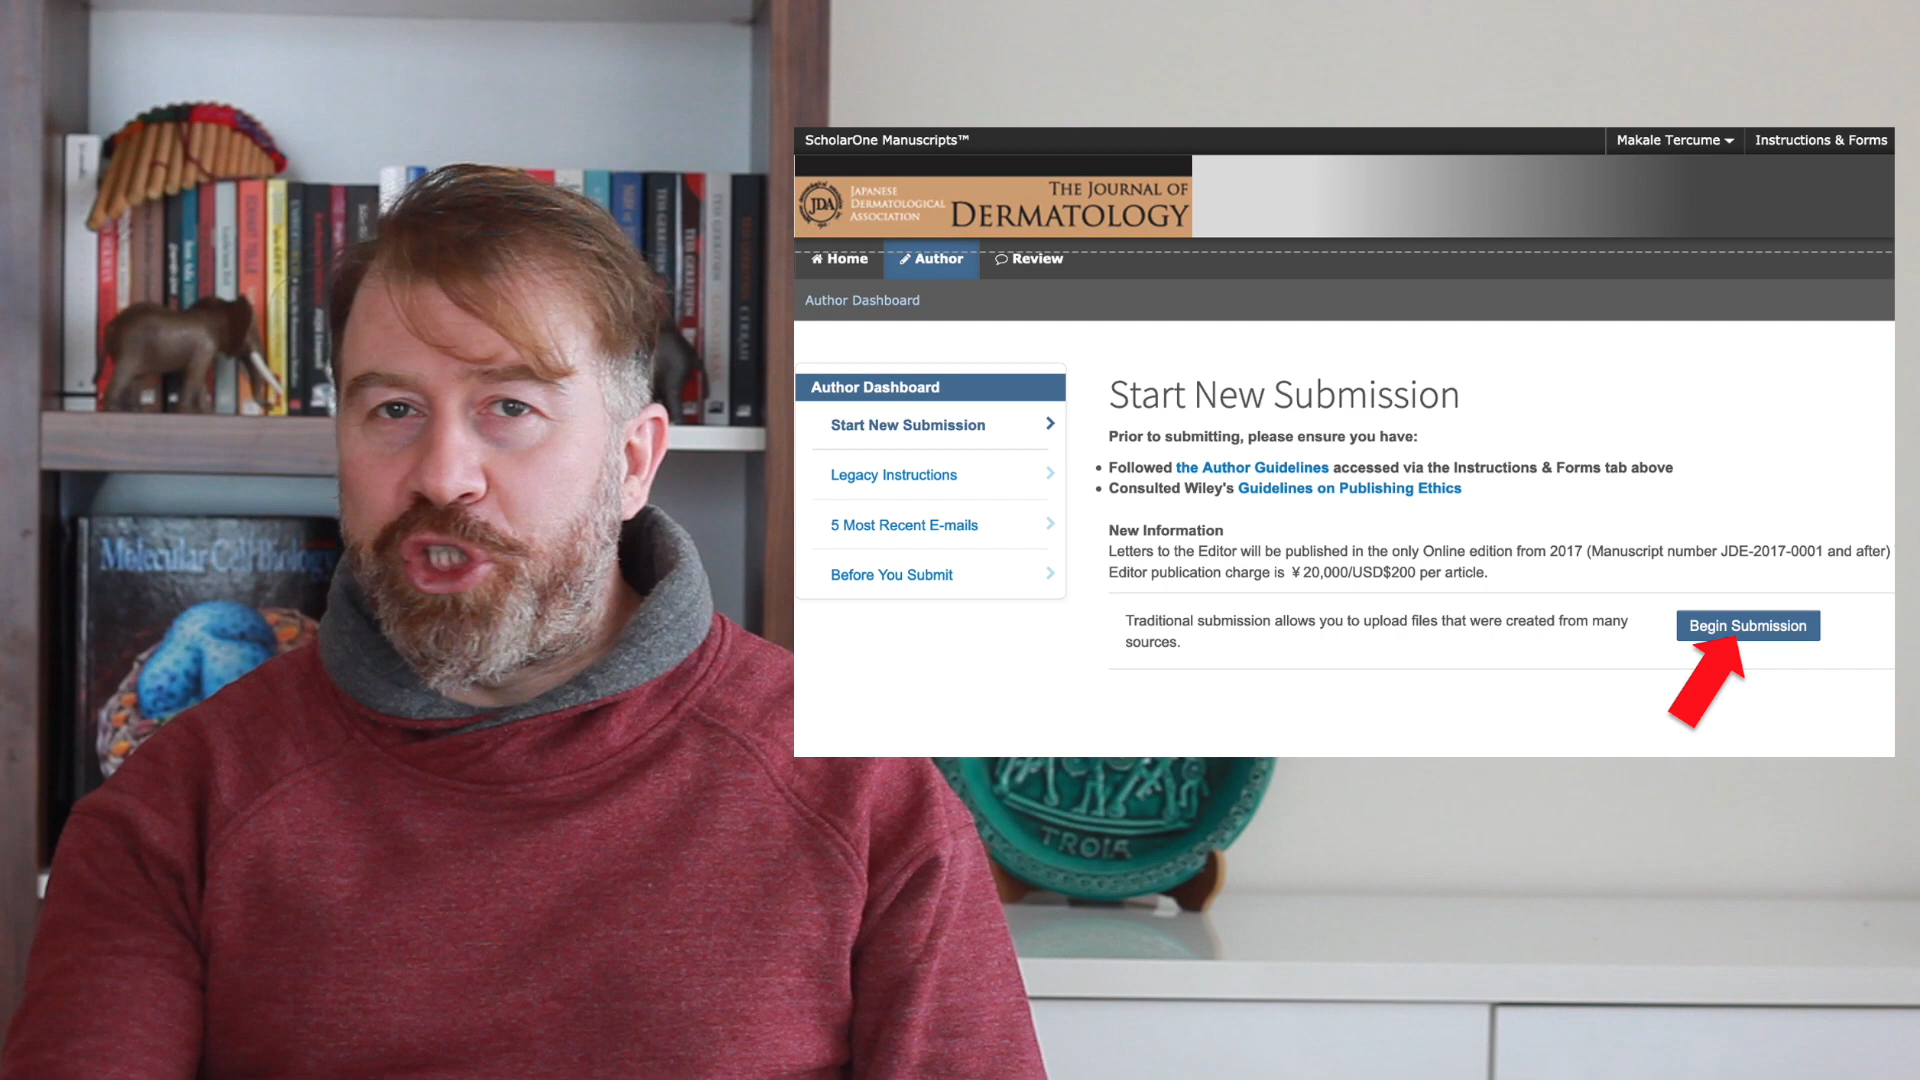 ScholarOne Manuscripts™
Makale Tercume
Instructions & Forms
JDA
JAPANESE
DERMATOLOGICAL
ASSOCIATION
THE JOURNAL OF
DERMATOLOGY
Home
Author
Review
Author Dashboard
Author Dashboard
Start New Submission
Legacy Instructions
5 Most Recent E-mails
Before You Submit
Start New Submission
Prior to submitting, please ensure you have:
• Followed the Author Guidelines accessed via the Instructions & Forms tab above
• Consulted Wiley's Guidelines on Publishing Ethics
New Information
Letters to the Editor will be published in the only Online edition from 2017 (Manuscript number JDE-2017-0001 and after)
Editor publication charge is ¥20,000/USD$200 per article.
Traditional submission allows you to upload files that were created from many
sources.
Begin Submission
Molecular Cell Biology
TROIA